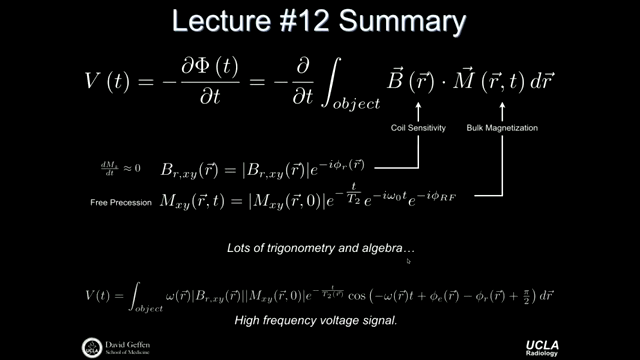 Lecture #12 Summary
V (t) = −∂Φ (t)/∂t = −∂/∂t ∫_object B⃗ (r⃗) · M⃗ (r⃗, t) dr⃗
Coil Sensitivity Bulk Magnetization
dM_z/dt ≈ 0 B_{r,xy}(r⃗) = |B_{r,xy}(r⃗)|e^{−iϕ_r(r⃗)}
Free Precession M_{xy}(r⃗, t) = |M_{xy}(r⃗, 0)|e^{−t/T_2} e^{−iω_0 t} e^{−iϕ_{RF}}
Lots of trigonometry and algebra…
V(t) = ∫_object ω(r⃗)|B_{r,xy}(r⃗)||M_{xy}(r⃗, 0)|e^{−t/T_2(r⃗)} cos (−ω(r⃗)t + ϕ_e(r⃗) − ϕ_r(r⃗) + π/2) dr⃗
High frequency voltage signal.
UCLA David Geffen School of Medicine
UCLA
Radiology